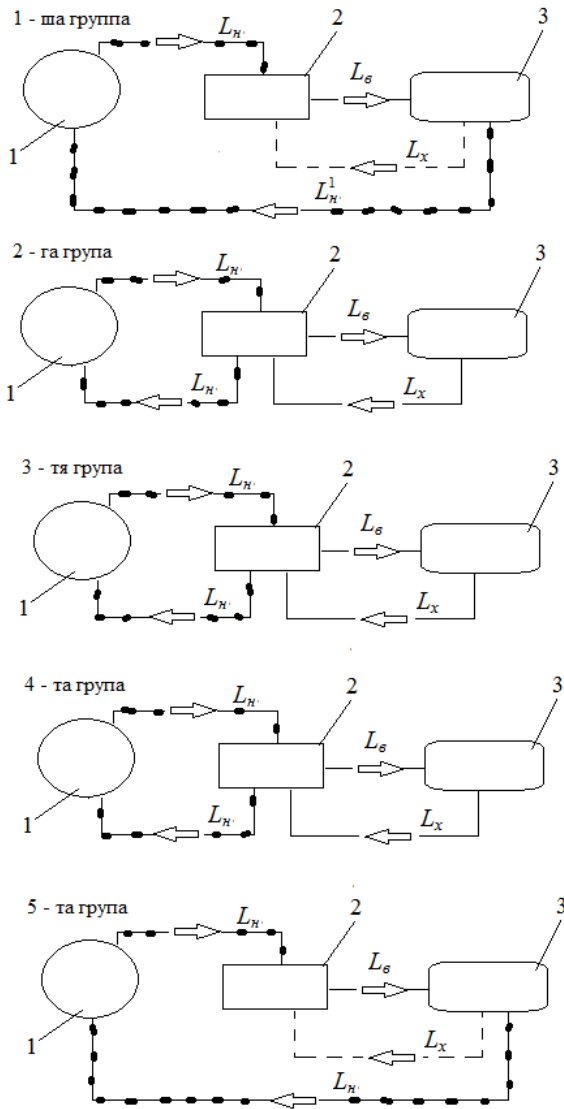 1 - ша группа
Lн'
2
3
Lв
1
Lх
L¹н'
2 - га група
Lн'
2
3
Lв
1
Lн'
Lх
3 - тя група
Lн'
2
3
Lв
1
Lн'
Lх
4 - та група
Lн'
2
3
Lв
1
Lн'
Lх
5 - та група
Lн'
2
3
Lв
1
Lх
Lн'